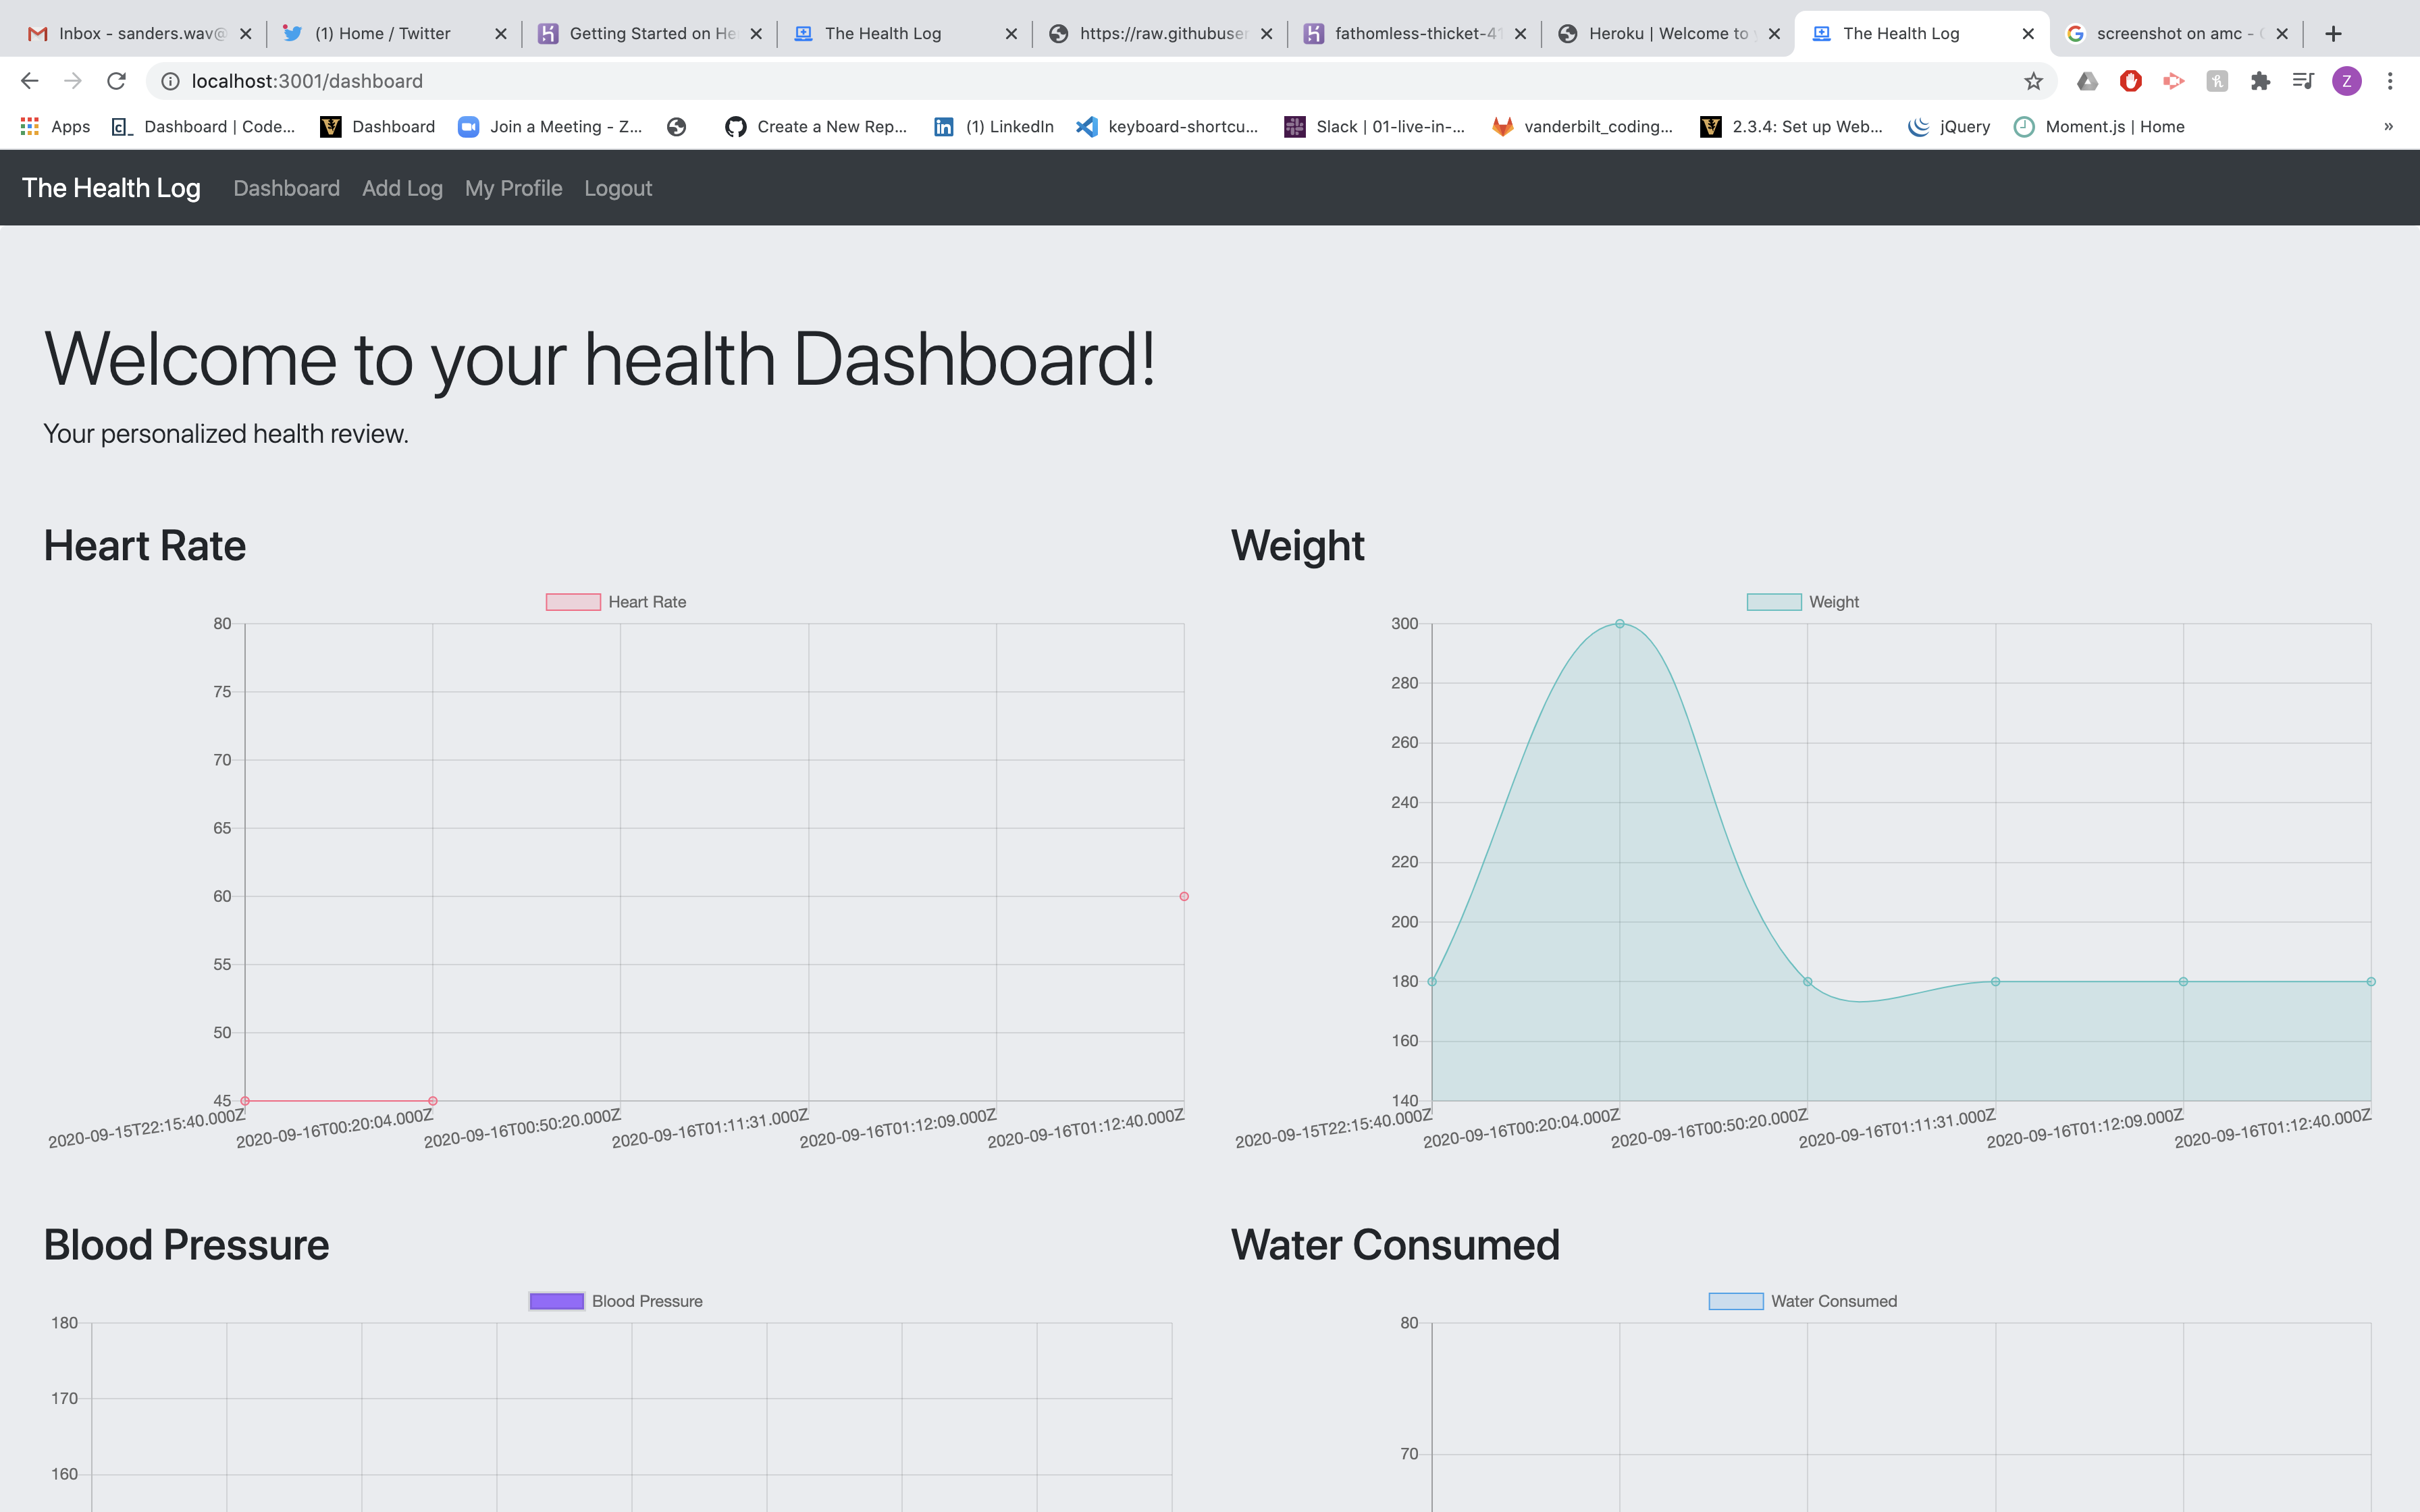 Inbox - sanders.wav@
(1) Home / Twitter
Getting Started on He
The Health Log
https://raw.githubuser
fathomless-thicket-41
Heroku | Welcome to
The Health Log
screenshot on amc -
localhost:3001/dashboard
Z
Apps
Dashboard | Code...
Dashboard
Join a Meeting - Z...
Create a New Rep...
(1) LinkedIn
keyboard-shortcu...
Slack | 01-live-in-...
vanderbilt_coding...
2.3.4: Set up Web...
jQuery
Moment.js | Home
»
The Health Log Dashboard Add Log My Profile Logout
Welcome to your health Dashboard!
Your personalized health review.
Heart Rate
Heart Rate
80
75
70
65
60
55
50
45
2020-09-15T22:15:40.000Z
2020-09-16T00:20:04.000Z
2020-09-16T00:50:20.000Z
2020-09-16T01:11:31.000Z
2020-09-16T01:12:09.000Z
2020-09-16T01:12:40.000Z
Weight
Weight
300
280
260
240
220
200
180
160
140
2020-09-15T22:15:40.000Z
2020-09-16T00:20:04.000Z
2020-09-16T00:50:20.000Z
2020-09-16T01:11:31.000Z
2020-09-16T01:12:09.000Z
2020-09-16T01:12:40.000Z
Blood Pressure
Blood Pressure
180
170
160
Water Consumed
Water Consumed
80
70